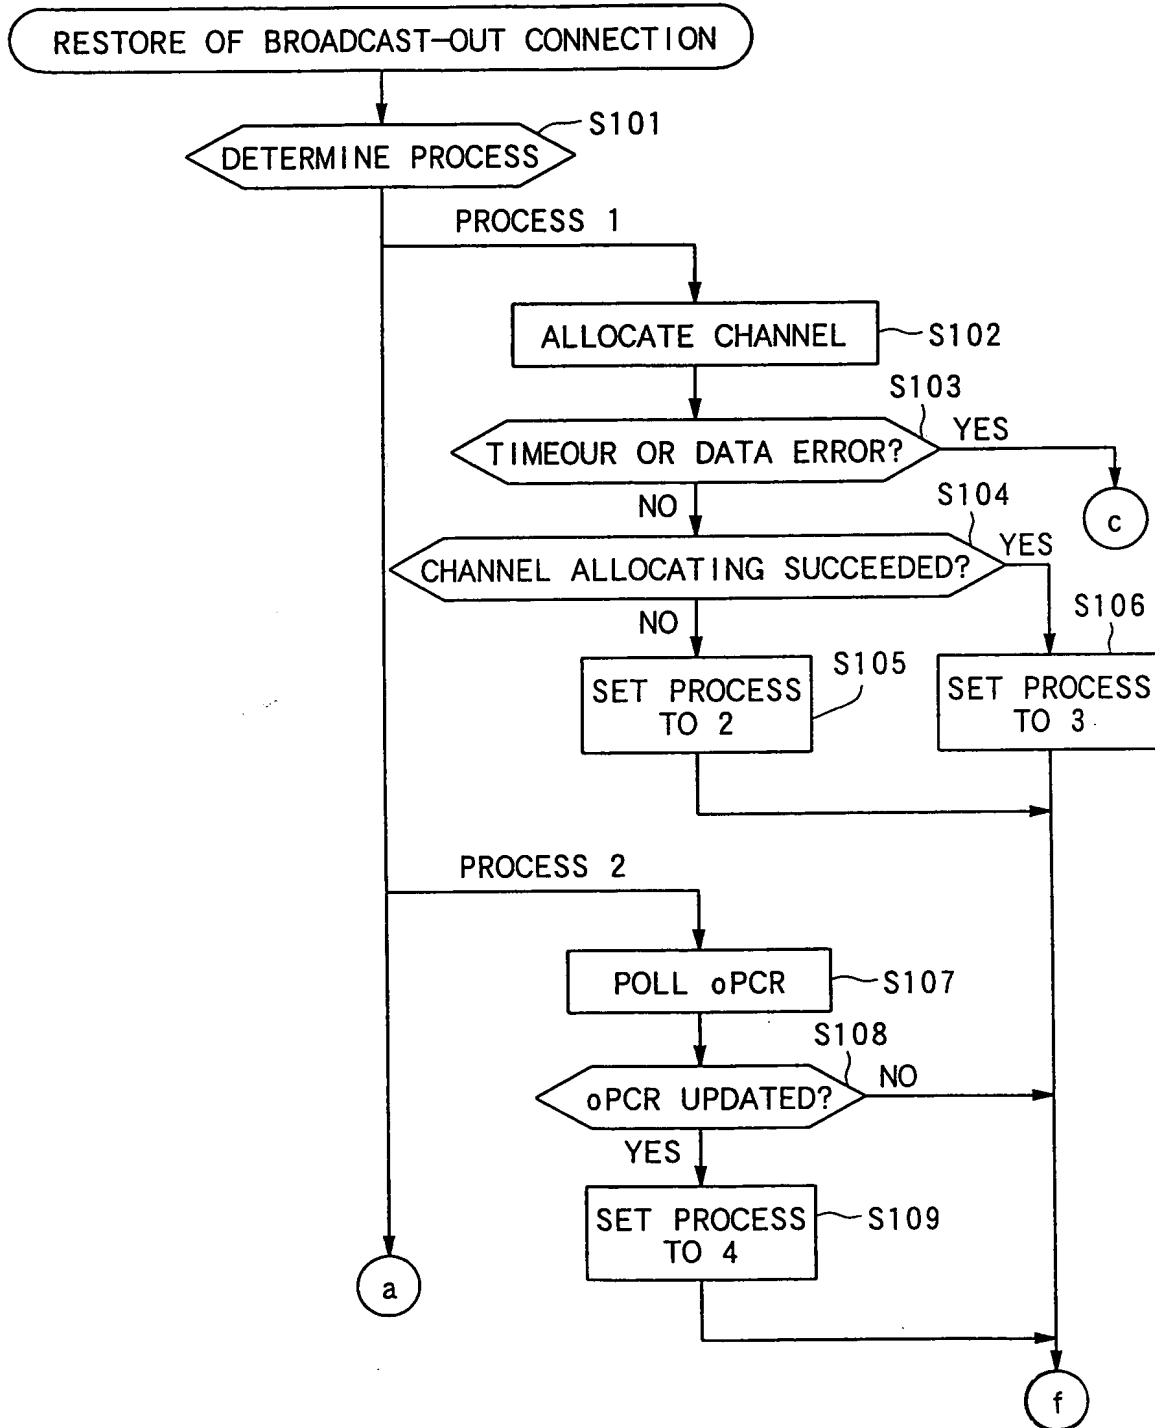 RESTORE OF BROADCAST-OUT CONNECTION
S101
DETERMINE PROCESS
PROCESS 1
ALLOCATE CHANNEL
S102
S103
TIMEOUR OR DATA ERROR?
YES
NO
c
S104
CHANNEL ALLOCATING SUCCEEDED?
YES
NO
S105
S106
SET PROCESS
TO 2
SET PROCESS
TO 3
PROCESS 2
POLL oPCR
S107
S108
oPCR UPDATED?
NO
YES
SET PROCESS
TO 4
S109
a
f